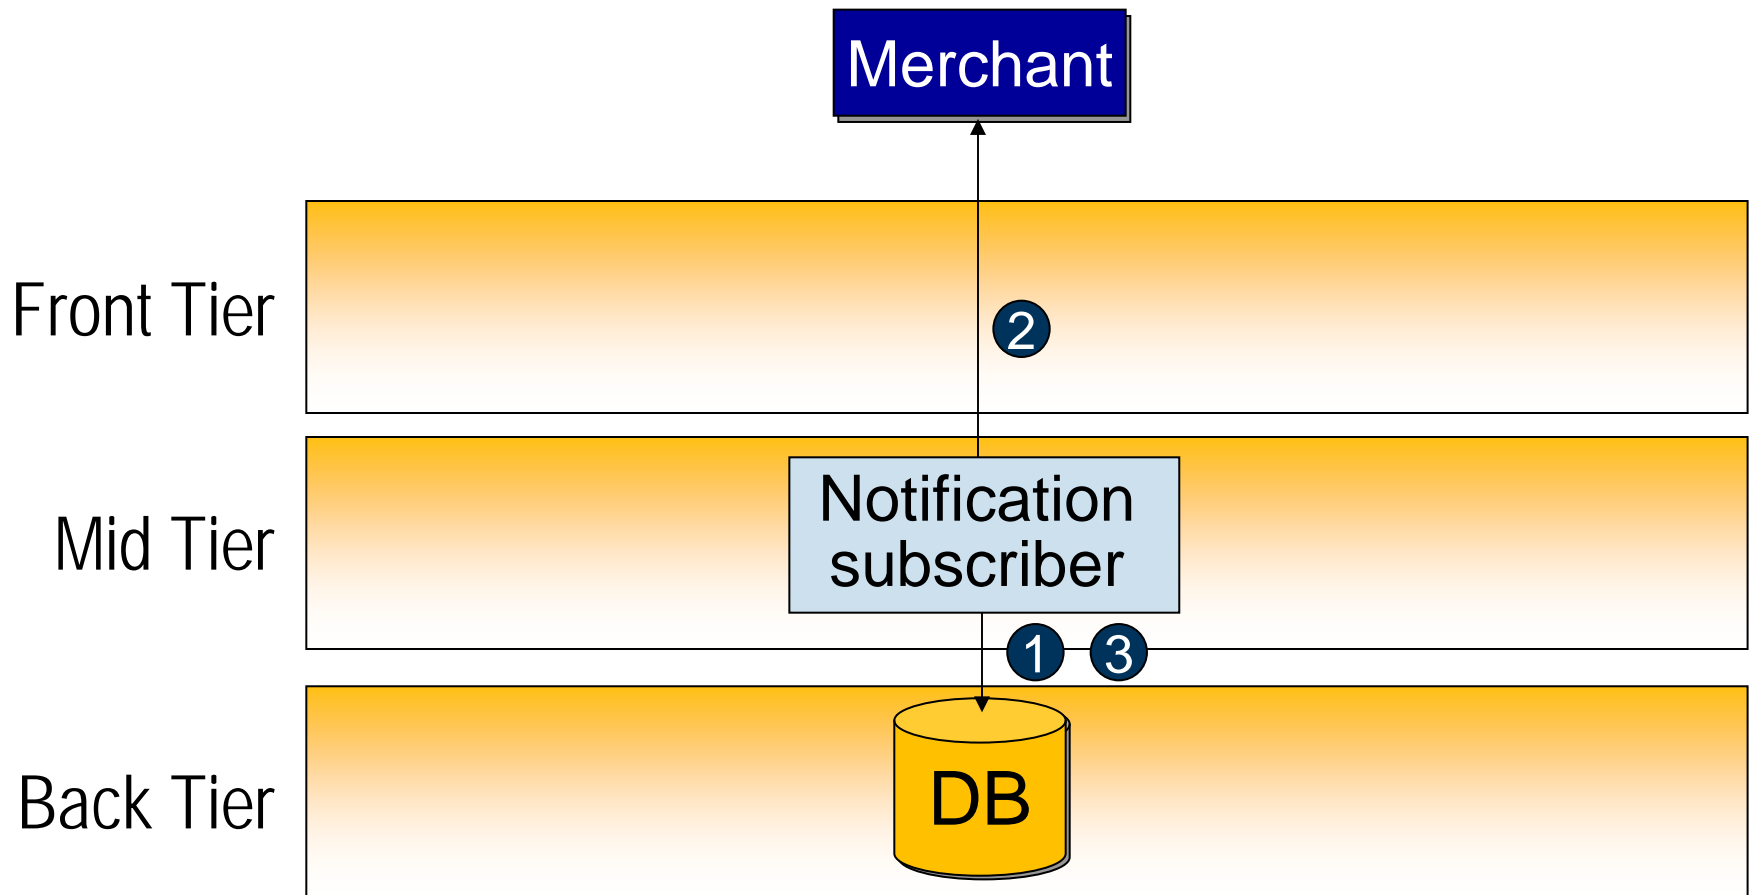 Merchant
Front Tier
2
Mid Tier
Notification
subscriber
1 3
Back Tier
DB